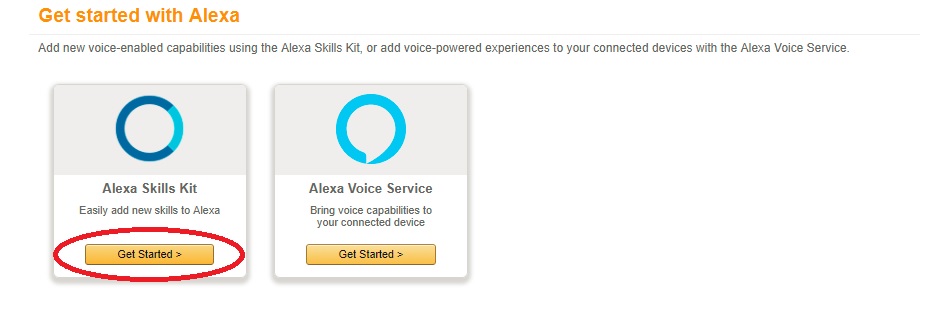 Get started with Alexa
Add new voice-enabled capabilities using the Alexa Skills Kit, or add voice-powered experiences to your connected devices with the Alexa Voice Service.
Alexa Skills Kit
Easily add new skills to Alexa
Get Started >
Alexa Voice Service
Bring voice capabilities to
your connected device
Get Started >